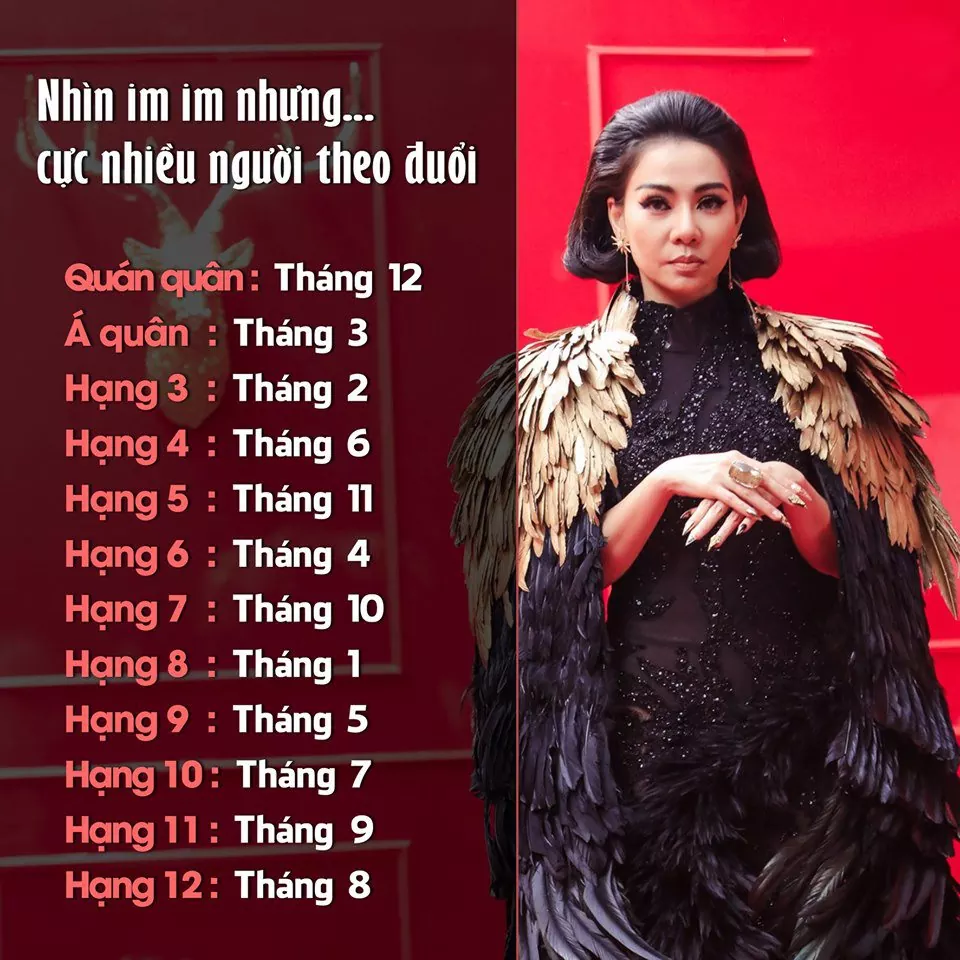 Nhìn im im nhưng...
cực nhiều người theo đuổi
Quán quân : Tháng 12
Á quân : Tháng 3
Hạng 3 : Tháng 2
Hạng 4 : Tháng 6
Hạng 5 : Tháng 11
Hạng 6 : Tháng 4
Hạng 7 : Tháng 10
Hạng 8 : Tháng 1
Hạng 9 : Tháng 5
Hạng 10 : Tháng 7
Hạng 11 : Tháng 9
Hạng 12 : Tháng 8